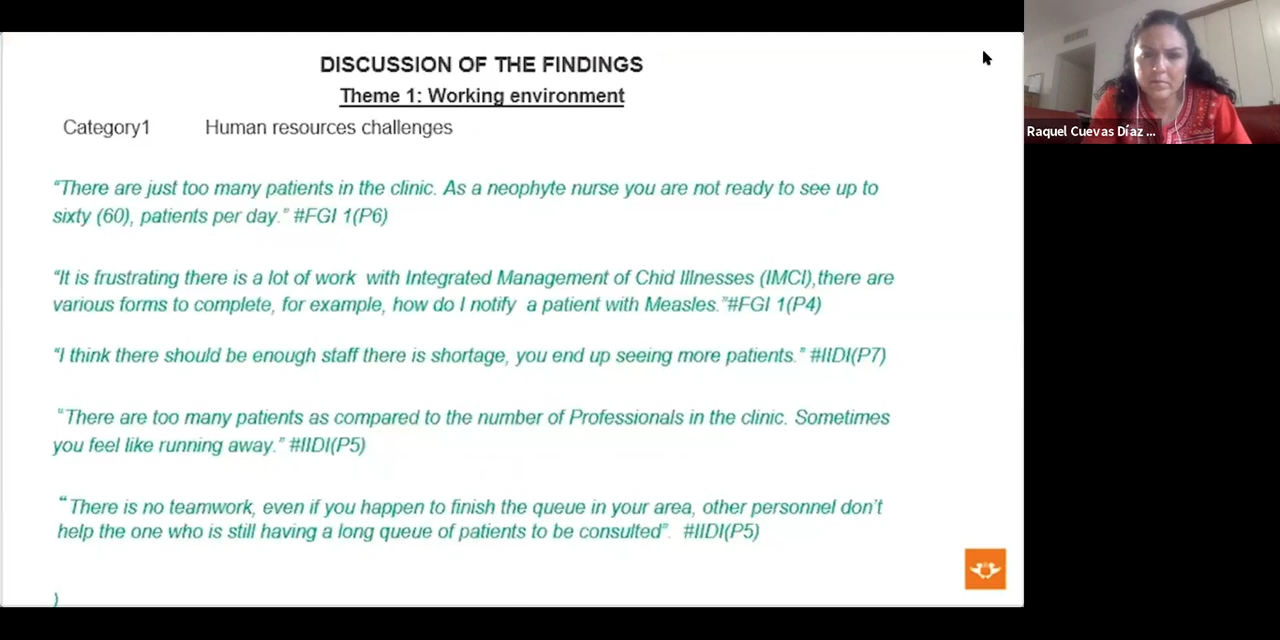 DISCUSSION OF THE FINDINGS
Theme 1: Working environment
Category1 Human resources challenges
“There are just too many patients in the clinic. As a neophyte nurse you are not ready to see up to
sixty (60), patients per day.” #FGI 1(P6)
“It is frustrating there is a lot of work with Integrated Management of Chid Illnesses (IMCI),there are
various forms to complete, for example, how do I notify a patient with Measles.”#FGI 1(P4)
“I think there should be enough staff there is shortage, you end up seeing more patients.” #IIDI(P7)
“There are too many patients as compared to the number of Professionals in the clinic. Sometimes
you feel like running away.” #IIDI(P5)
“There is no teamwork, even if you happen to finish the queue in your area, other personnel don’t
help the one who is still having a long queue of patients to be consulted”. #IIDI(P5)
)
Raquel Cuevas Díaz ...